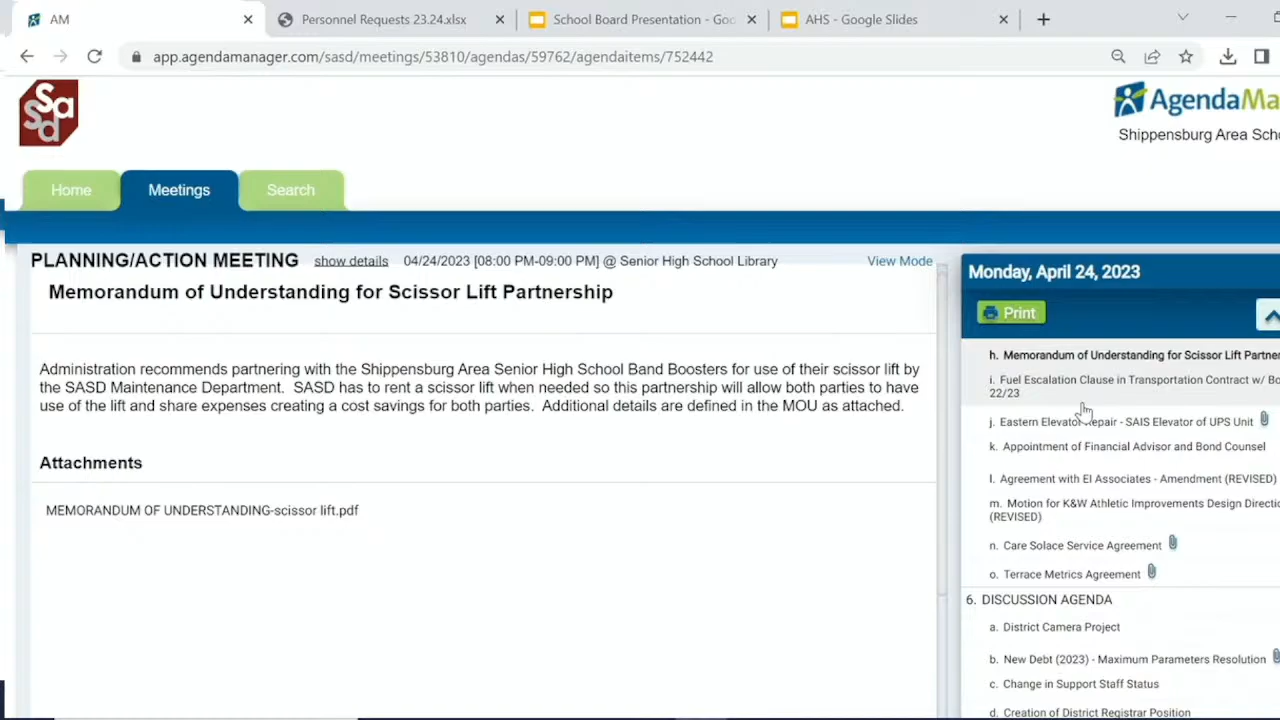 AM
Personnel Requests 23.24.xlsx
School Board Presentation - Goo
AHS - Google Slides
app.agendamanager.com/sasd/meetings/53810/agendas/59762/agendaitems/752442
Sa
sd
AgendaMa
Shippensburg Area Scho
Home
Meetings
Search
PLANNING/ACTION MEETING show details 04/24/2023 [08:00 PM-09:00 PM] @ Senior High School Library View Mode
Memorandum of Understanding for Scissor Lift Partnership
Administration recommends partnering with the Shippensburg Area Senior High School Band Boosters for use of their scissor lift by
the SASD Maintenance Department. SASD has to rent a scissor lift when needed so this partnership will allow both parties to have
use of the lift and share expenses creating a cost savings for both parties. Additional details are defined in the MOU as attached.
Attachments
MEMORANDUM OF UNDERSTANDING-scissor lift.pdf
Monday, April 24, 2023
Print
h. Memorandum of Understanding for Scissor Lift Partner
i. Fuel Escalation Clause in Transportation Contract w/ Bo
22/23
j. Eastern Elevator Repair - SAIS Elevator of UPS Unit
k. Appointment of Financial Advisor and Bond Counsel
l. Agreement with EI Associates - Amendment (REVISED)
m. Motion for K&W Athletic Improvements Design Directio
(REVISED)
n. Care Solace Service Agreement
o. Terrace Metrics Agreement
6. DISCUSSION AGENDA
a. District Camera Project
b. New Debt (2023) - Maximum Parameters Resolution
c. Change in Support Staff Status
d. Creation of District Registrar Position